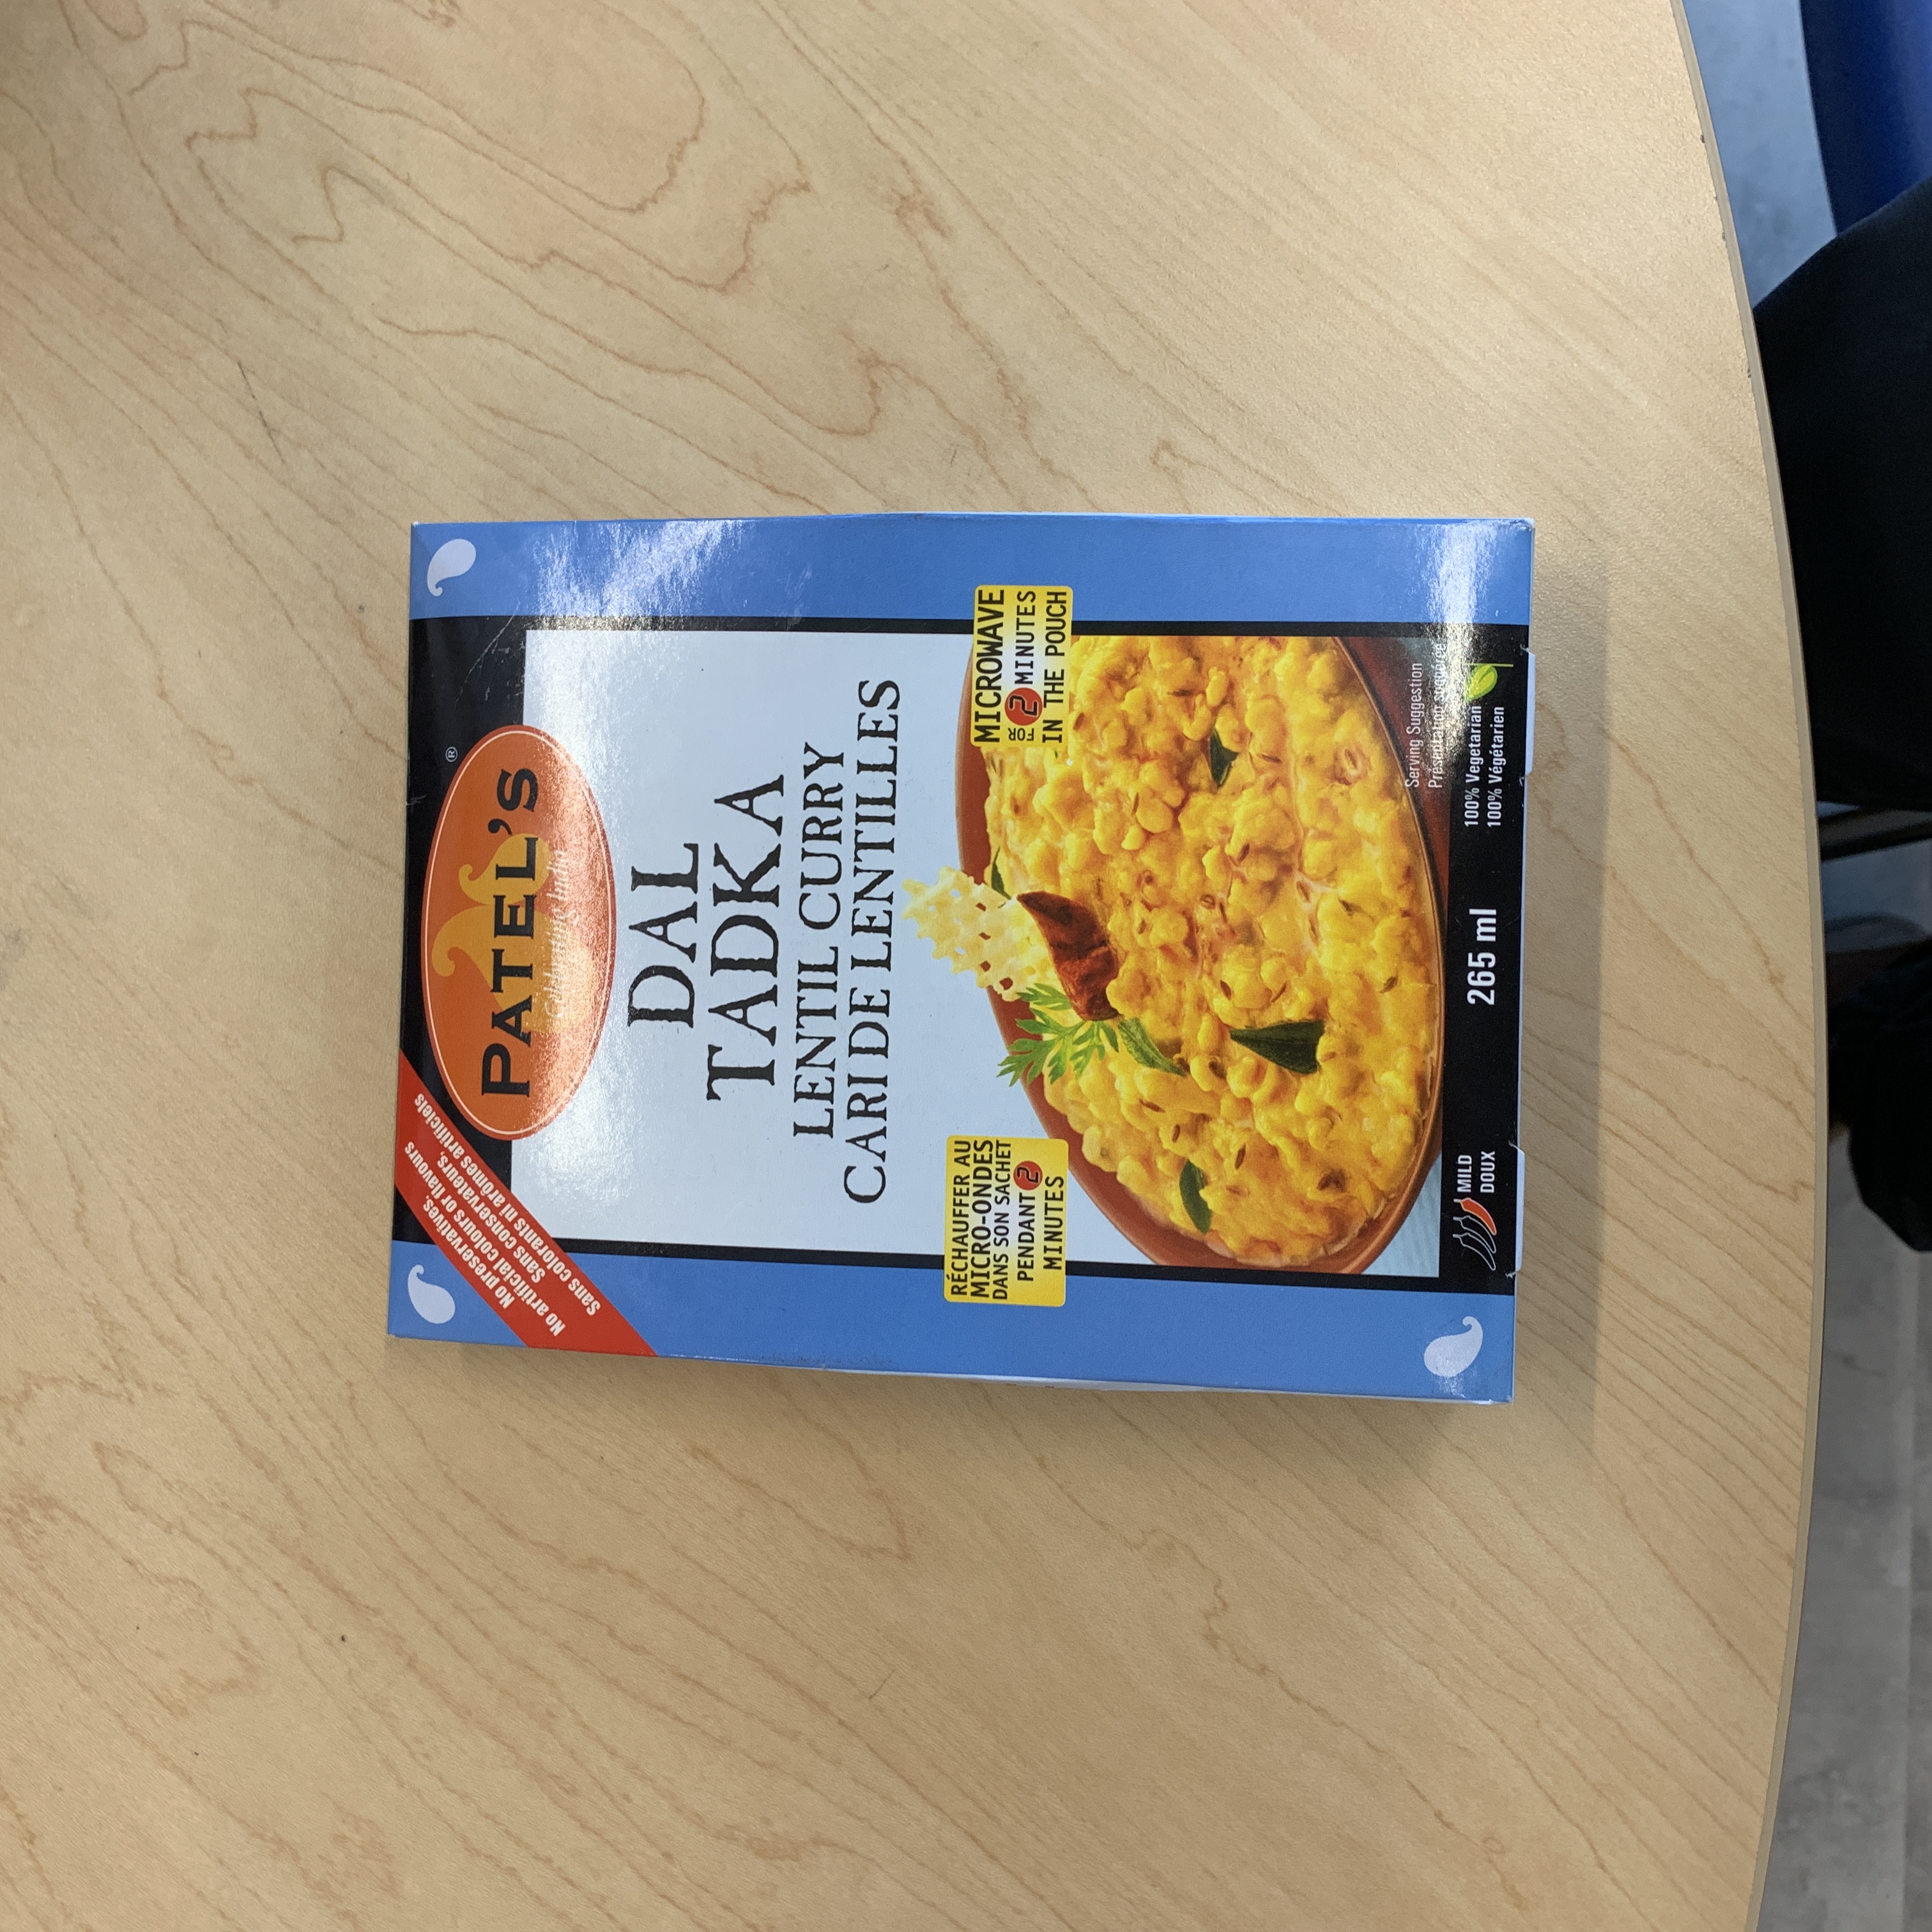 No preservatives.
No artificial colours or flavours
Sans conservateurs,
Sans colorants ni arômes artificiels
PATEL'S
®
Celebrating India
DAL
TADKA
LENTIL CURRY
CARI DE LENTILLES
RÉCHAUFFER AU
MICRO-ONDES
DANS SON SACHET
PENDANT 2
MINUTES
MICROWAVE
FOR 2 MINUTES
IN THE POUCH
Serving Suggestion
Présentation suggérée
MILD
DOUX
265 ml
100% Vegetarian
100% Végétarien